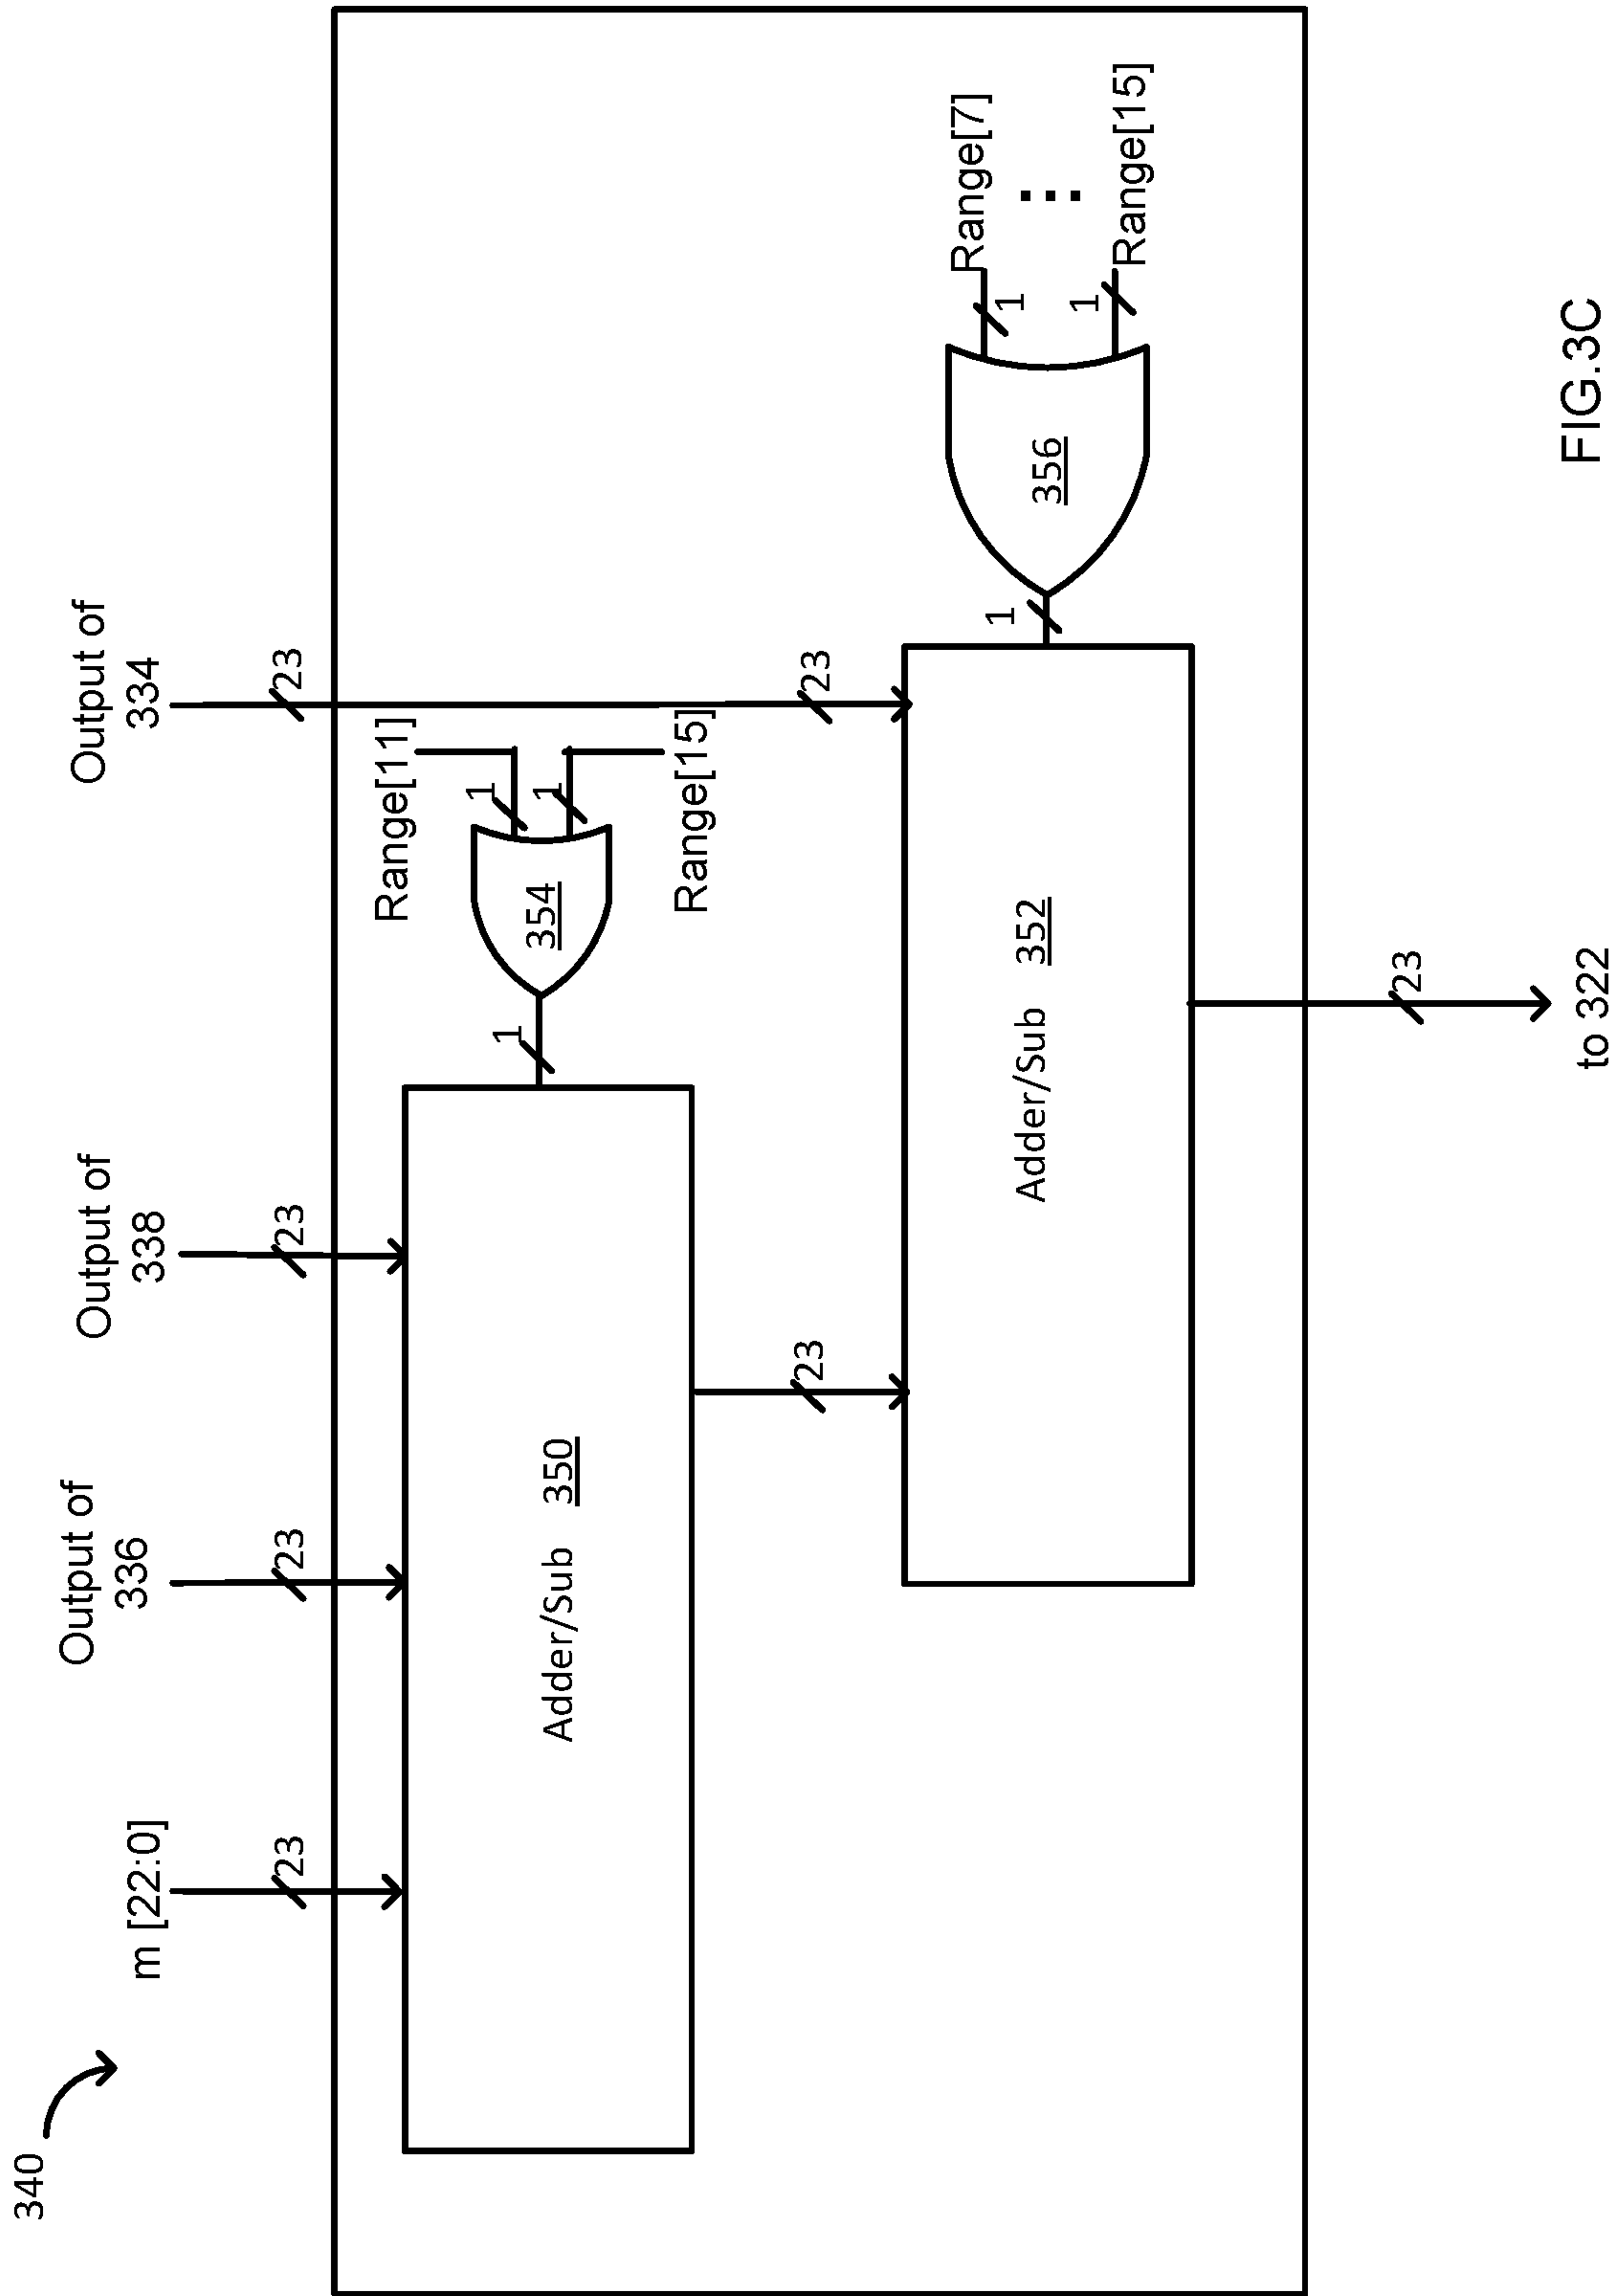 340
m [22:0]
Output of
336
Output of
338
Output of
334
23
23
23
23
Range[11]
Range[15]
1
1
354
1
Adder/Sub 350
23
23
Adder/Sub 352
1
356
1
1
Range[7]
Range[15]
23
to 322
FIG.3C